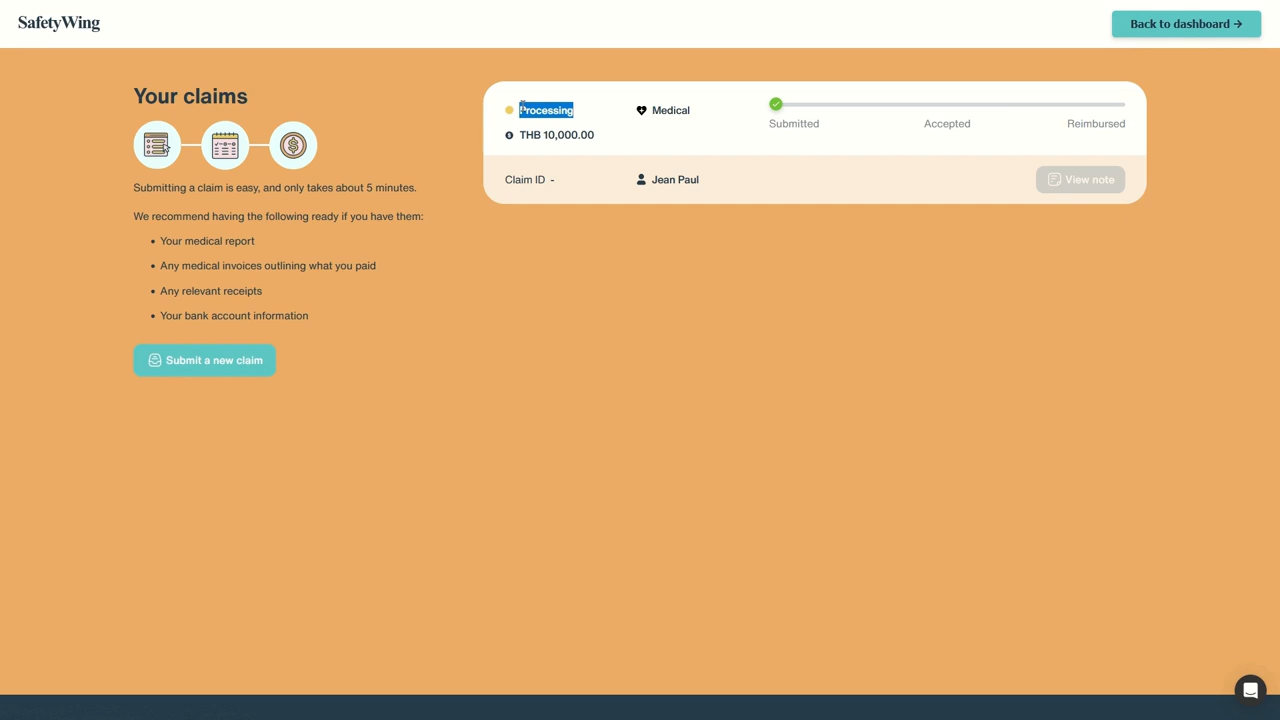 SafetyWing
Back to dashboard →
Your claims
Submitting a claim is easy, and only takes about 5 minutes.
We recommend having the following ready if you have them:
• Your medical report
• Any medical invoices outlining what you paid
• Any relevant receipts
• Your bank account information
Submit a new claim
Processing
Medical
THB 10,000.00
Submitted
Accepted
Reimbursed
Claim ID -
Jean Paul
View note